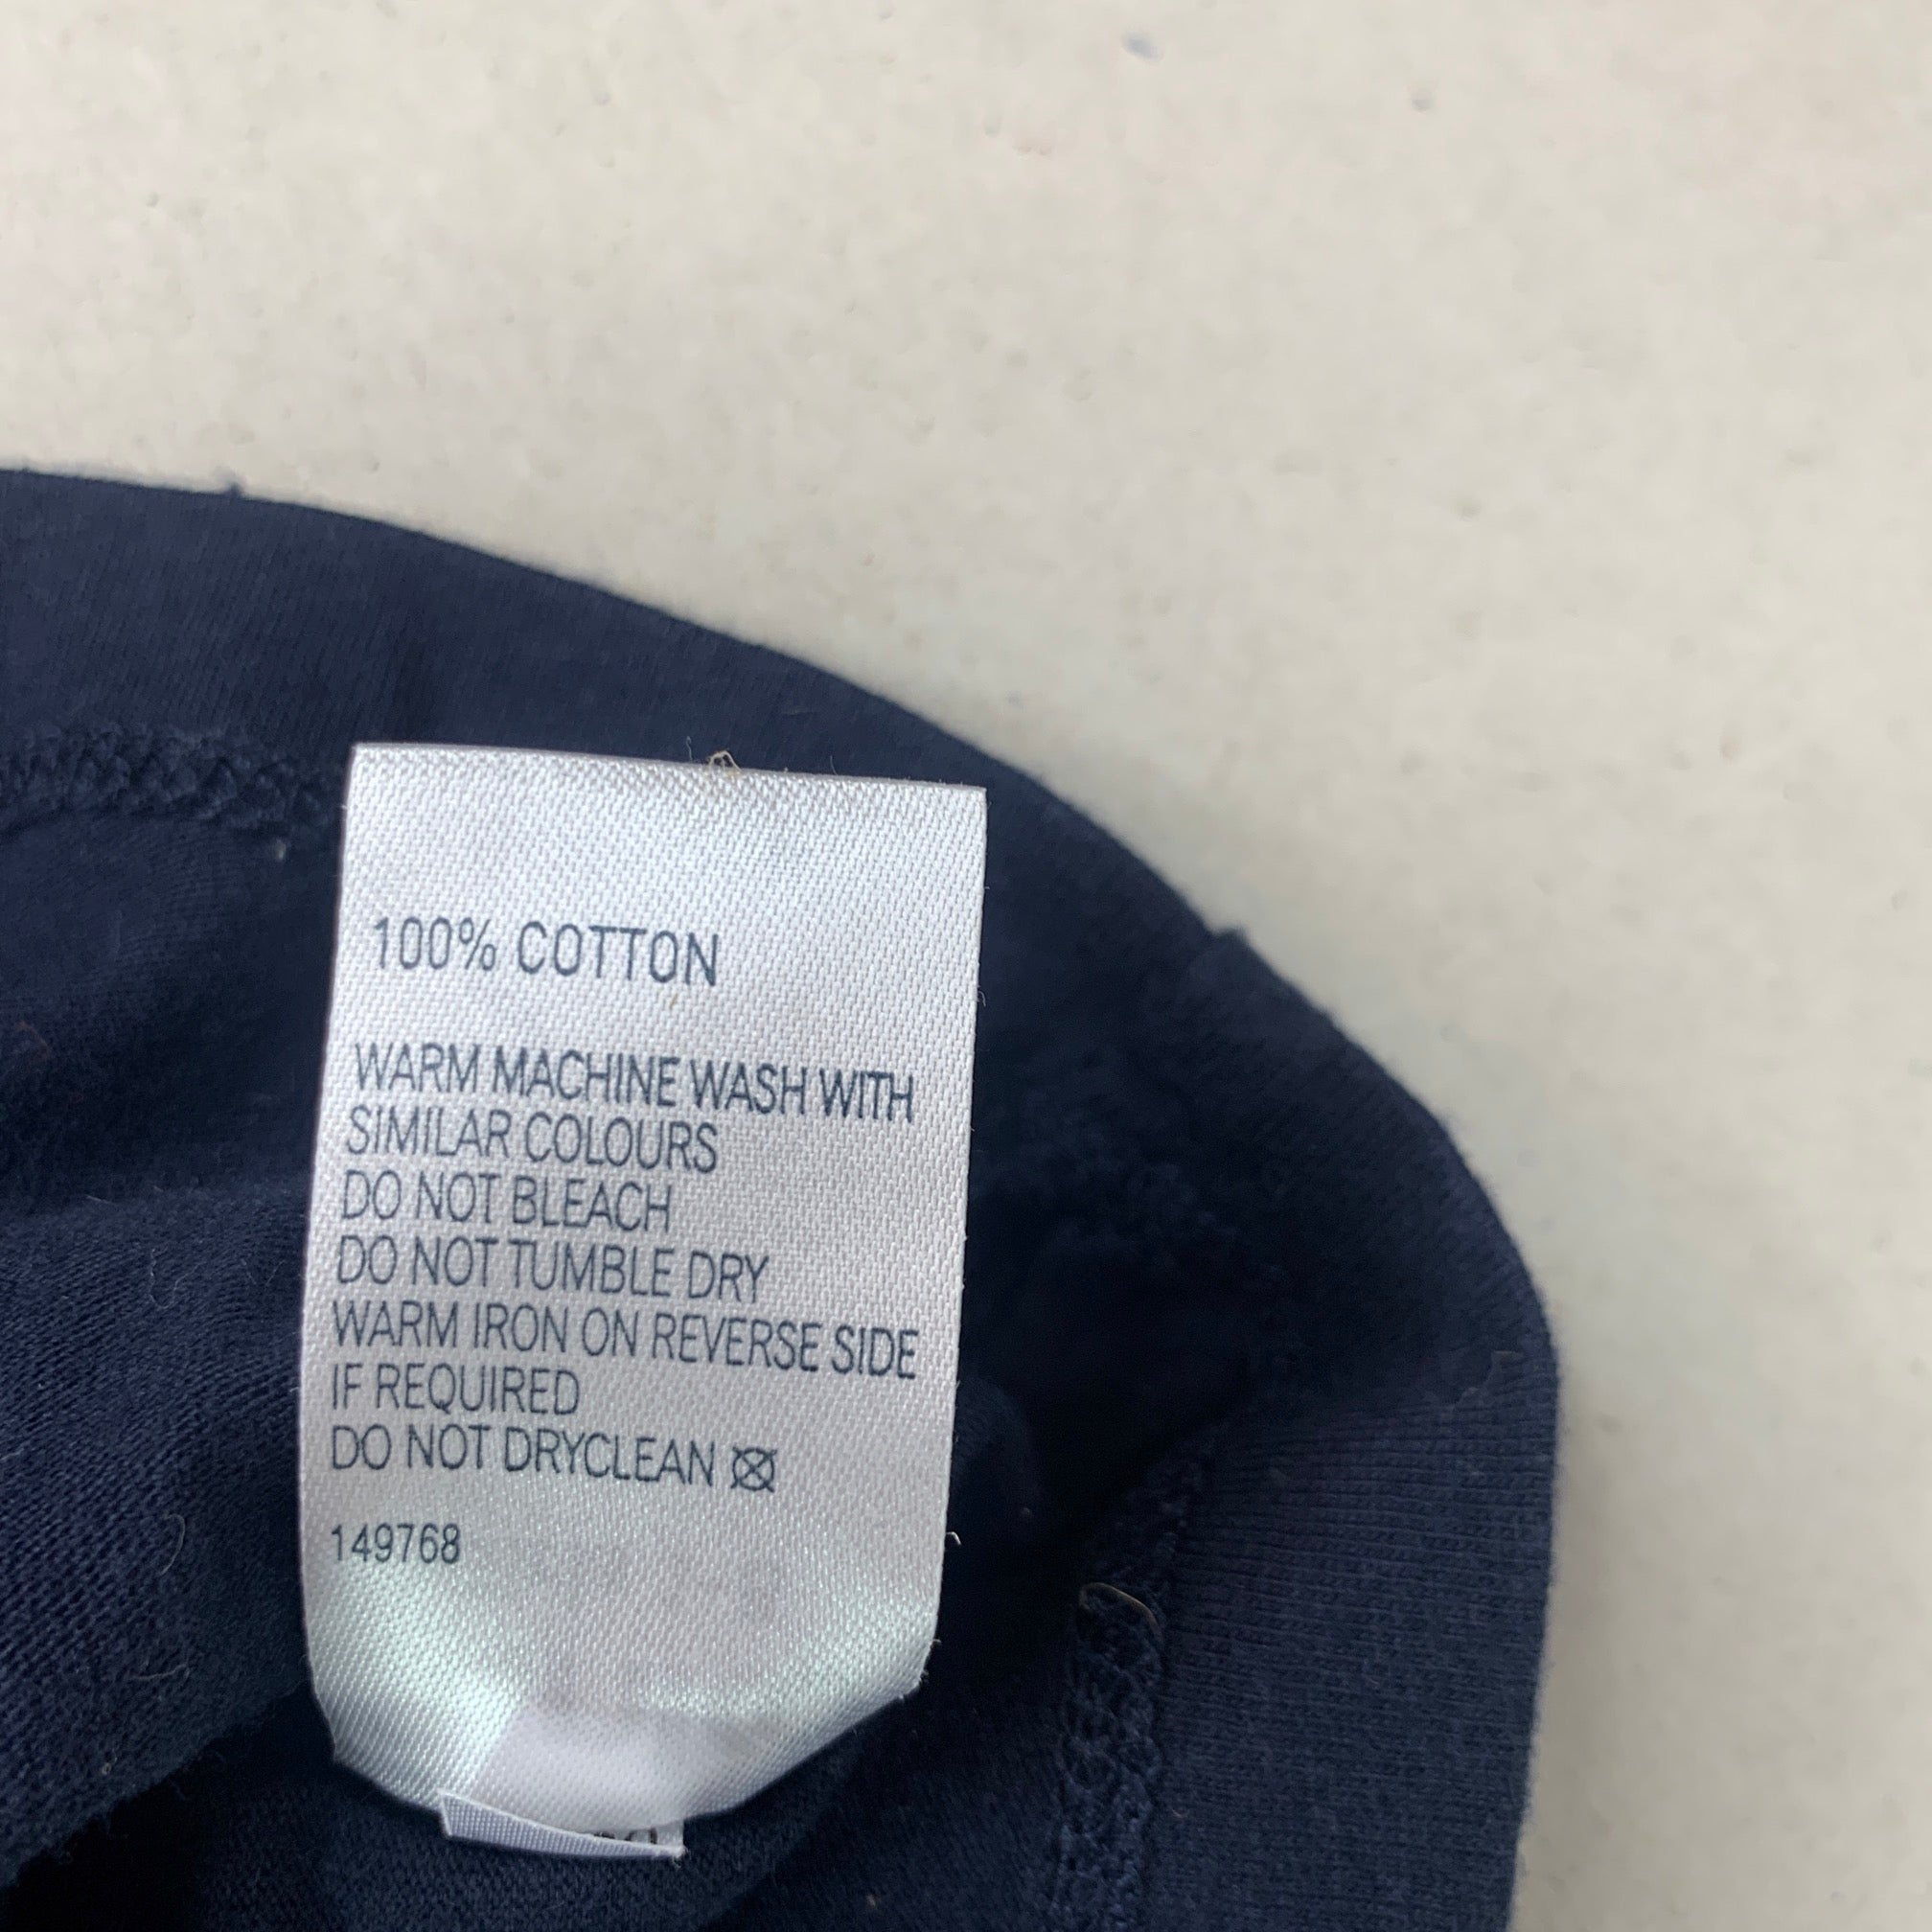 100% COTTON
WARM MACHINE WASH WITH
SIMILAR COLOURS
DO NOT BLEACH
DO NOT TUMBLE DRY
WARM IRON ON REVERSE SIDE
IF REQUIRED
DO NOT DRYCLEAN
149768